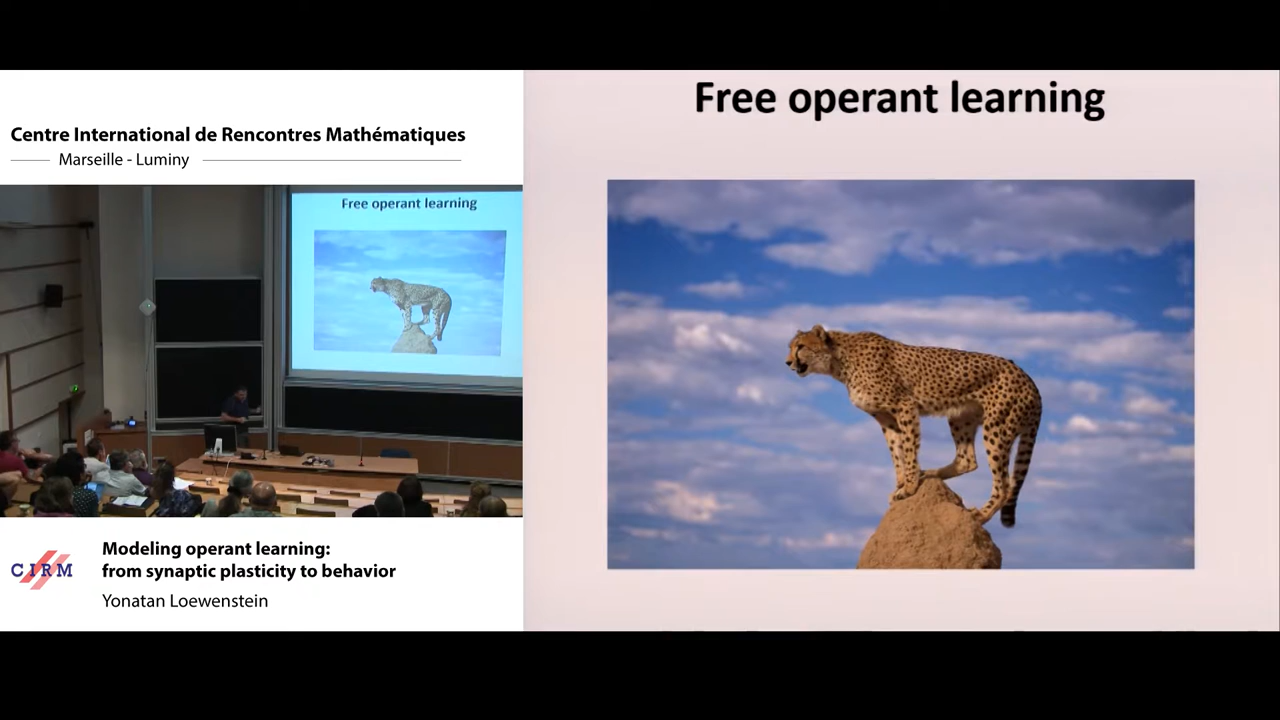 Centre International de Rencontres Mathématiques
Marseille - Luminy
Free operant learning
Free operant learning
CIRM
Modeling operant learning:
from synaptic plasticity to behavior
Yonatan Loewenstein